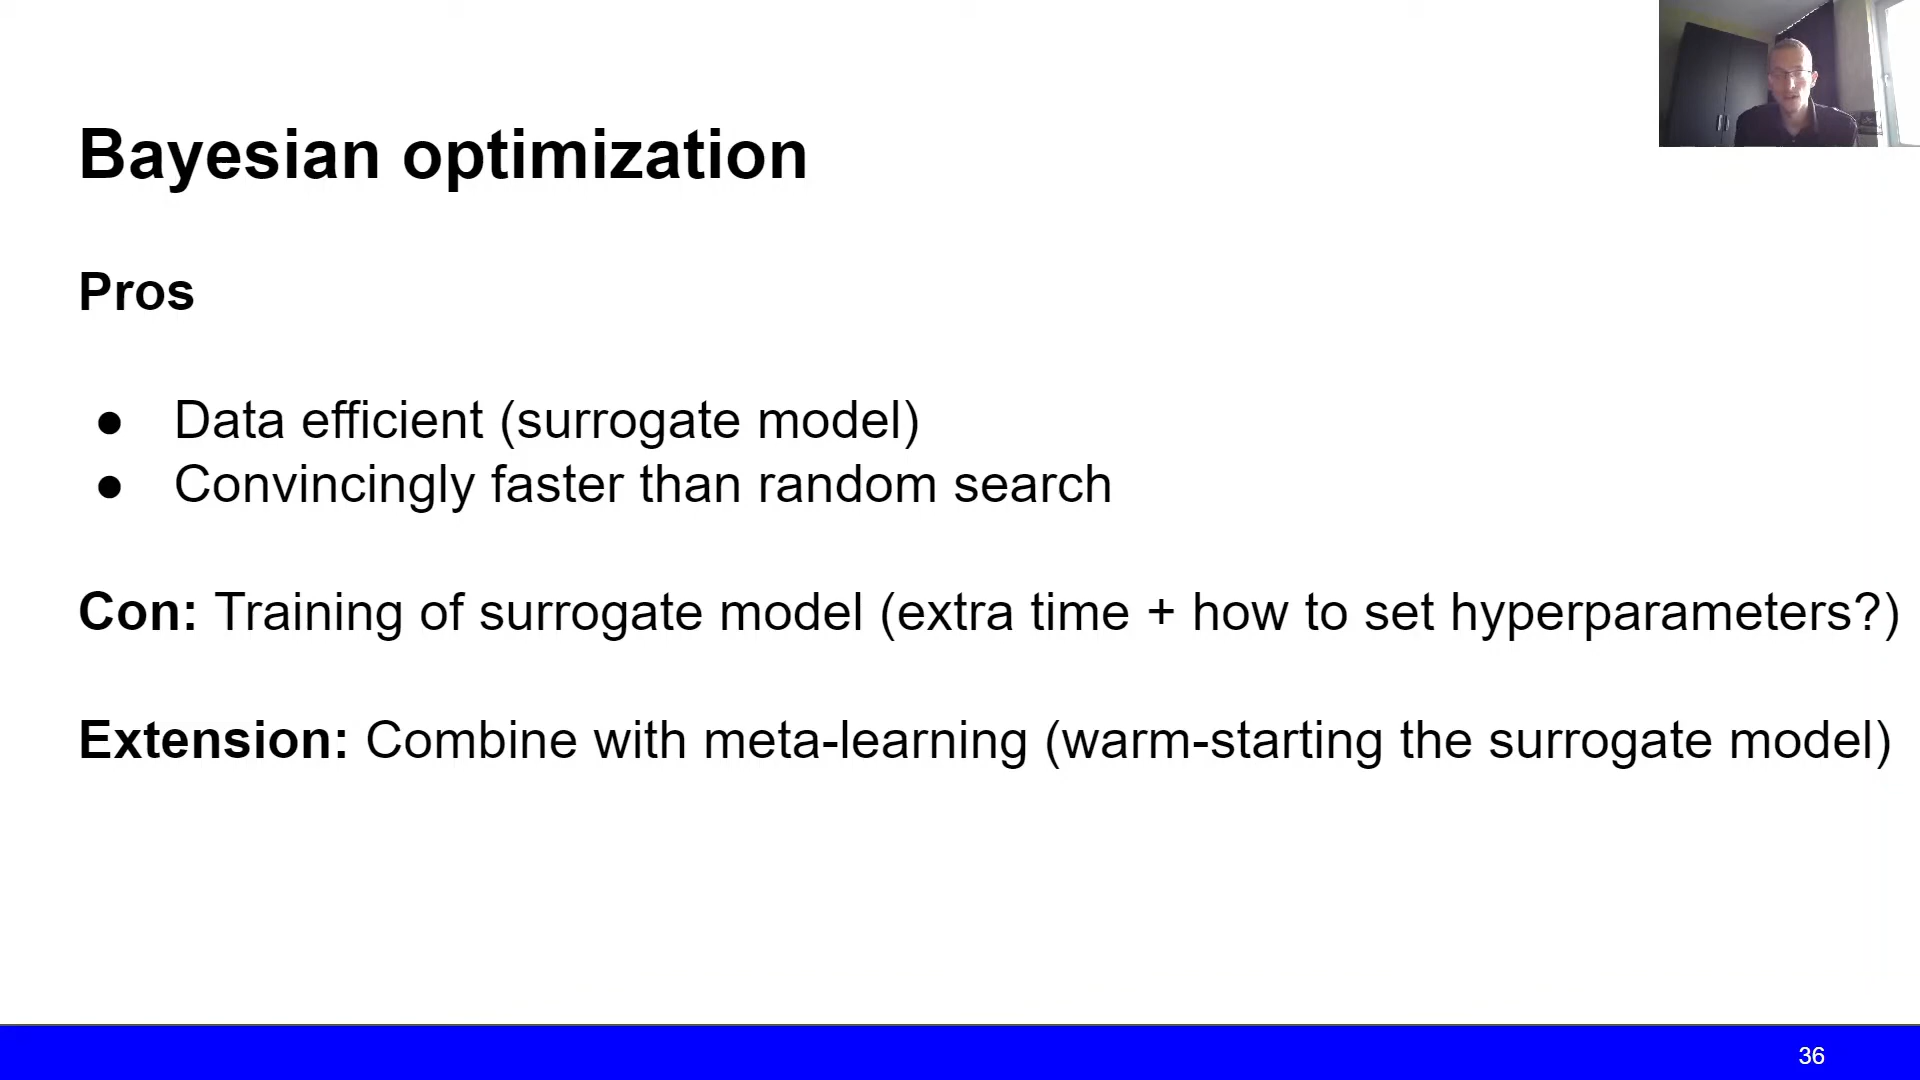 Bayesian optimization
Pros
● Data efficient (surrogate model)
● Convincingly faster than random search
Con: Training of surrogate model (extra time + how to set hyperparameters?)
Extension: Combine with meta-learning (warm-starting the surrogate model)
36